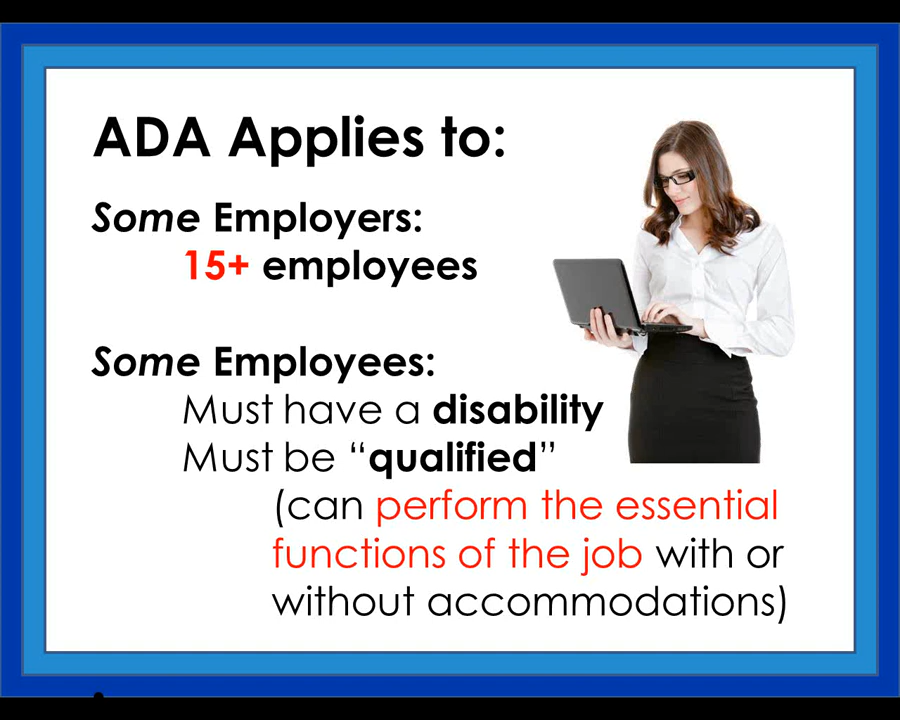 ADA Applies to:
Some Employers:
15+ employees
Some Employees:
Must have a disability
Must be “qualified”
(can perform the essential
functions of the job with or
without accommodations)